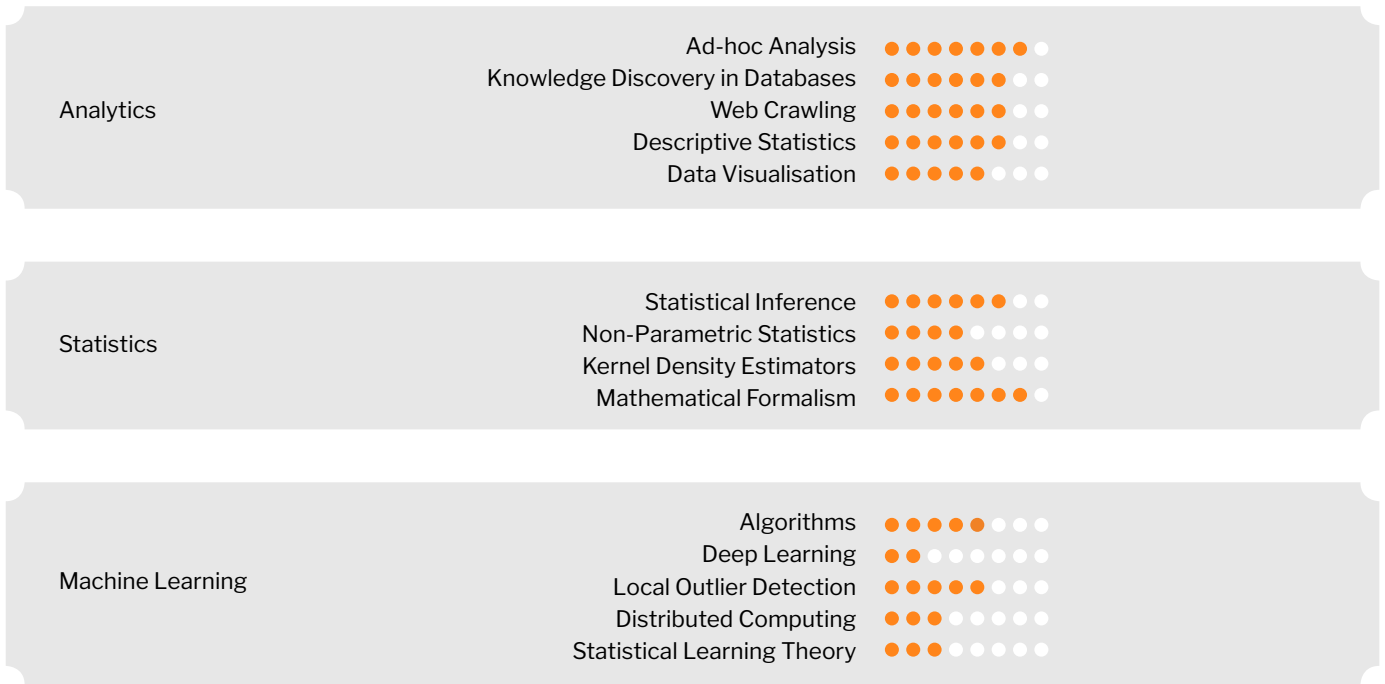 Analytics
Ad-hoc Analysis
Knowledge Discovery in Databases
Web Crawling
Descriptive Statistics
Data Visualisation
Statistics
Statistical Inference
Non-Parametric Statistics
Kernel Density Estimators
Mathematical Formalism
Machine Learning
Algorithms
Deep Learning
Local Outlier Detection
Distributed Computing
Statistical Learning Theory